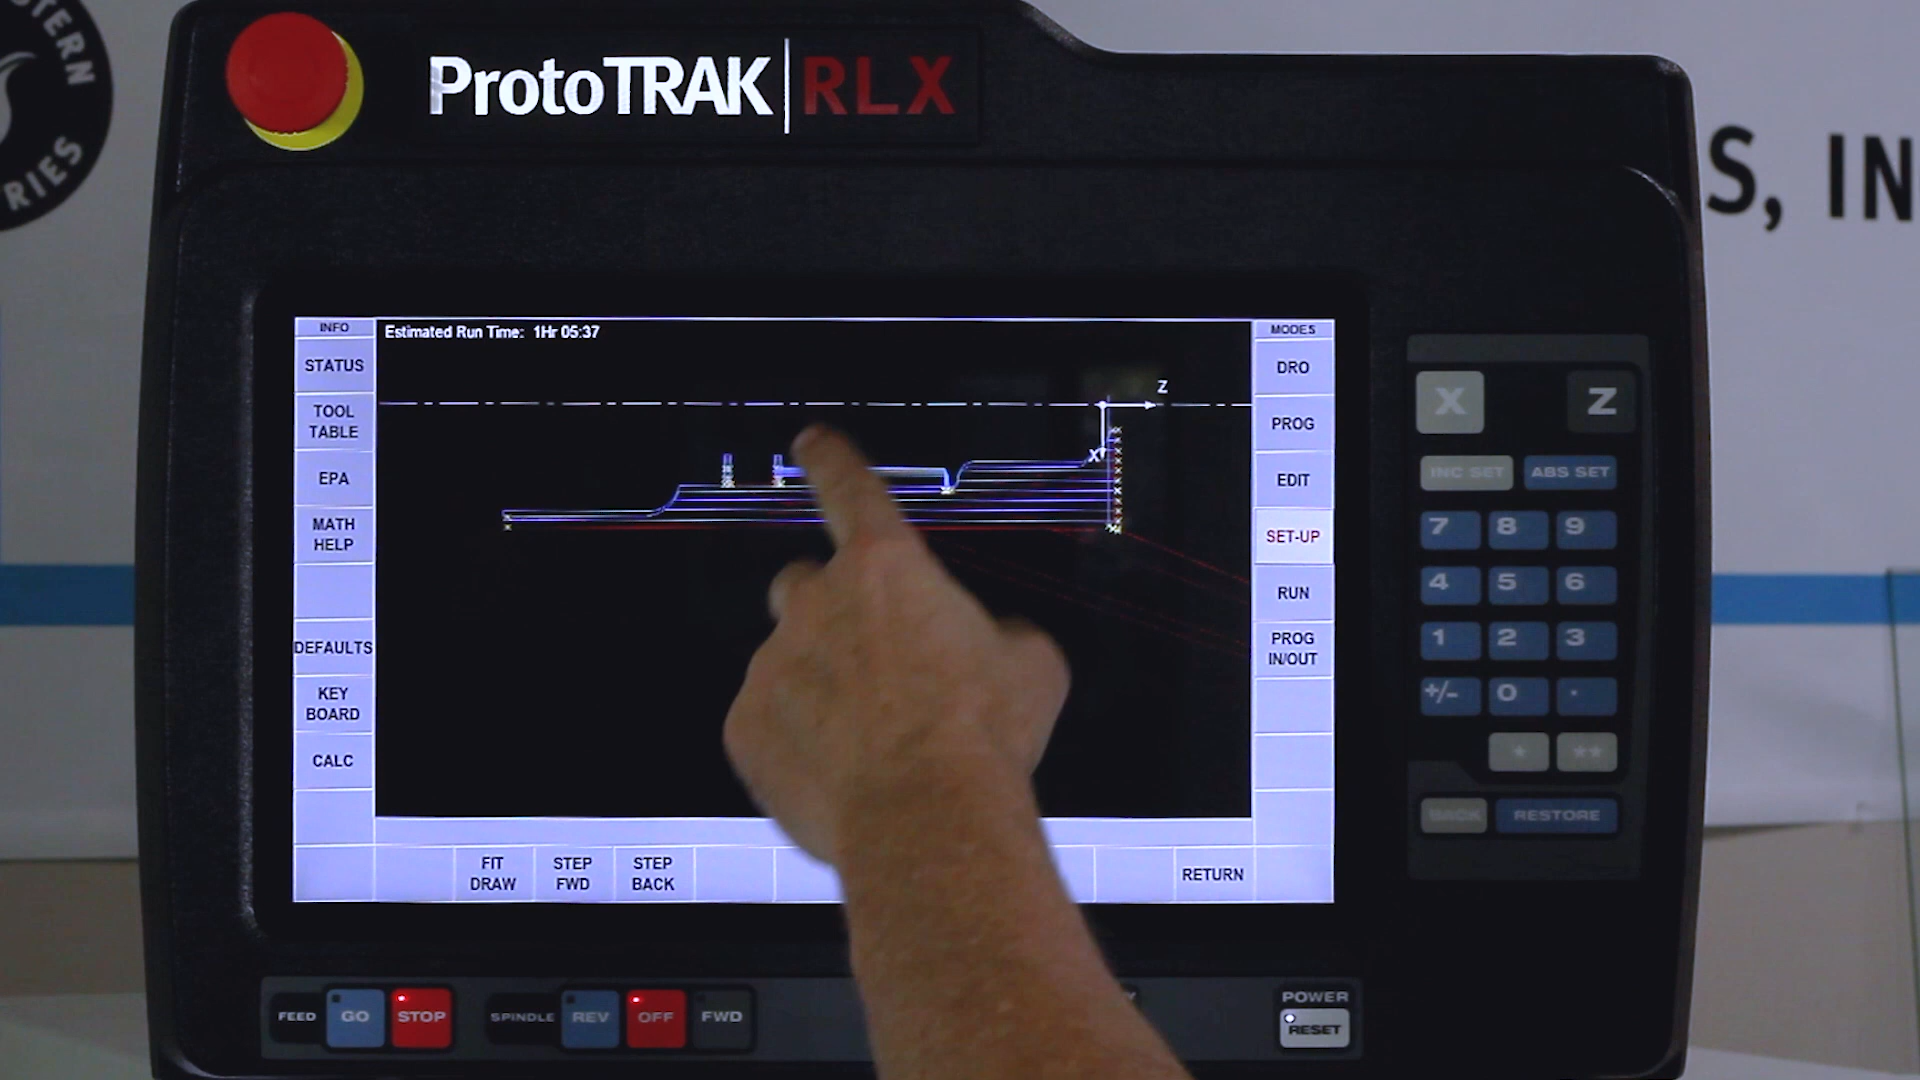 TERN
RIES
ProtoTRAK RLX
S, IN
INFO
STATUS
TOOL
TABLE
EPA
MATH
HELP
DEFAULTS
KEY
BOARD
CALC
Estimated Run Time: 1Hr 05:37
Z
X
MODES
DRO
PROG
EDIT
SET-UP
RUN
PROG
IN/OUT
FIT
DRAW
STEP
FWD
STEP
BACK
RETURN
X Z
INC SET ABS SET
7 8 9
4 5 6
1 2 3
+/- 0 .
* **
BACK RESTORE
FEED GO STOP
SPINDLE REV OFF FWD
POWER
RESET